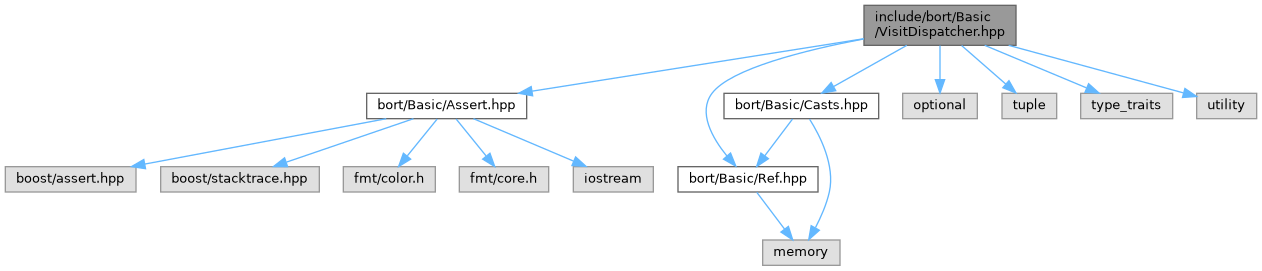 include/bort/Basic
/VisitDispatcher.hpp
bort/Basic/Assert.hpp
bort/Basic/Casts.hpp
optional
tuple
type_traits
utility
boost/assert.hpp
boost/stacktrace.hpp
fmt/color.h
fmt/core.h
iostream
bort/Basic/Ref.hpp
memory